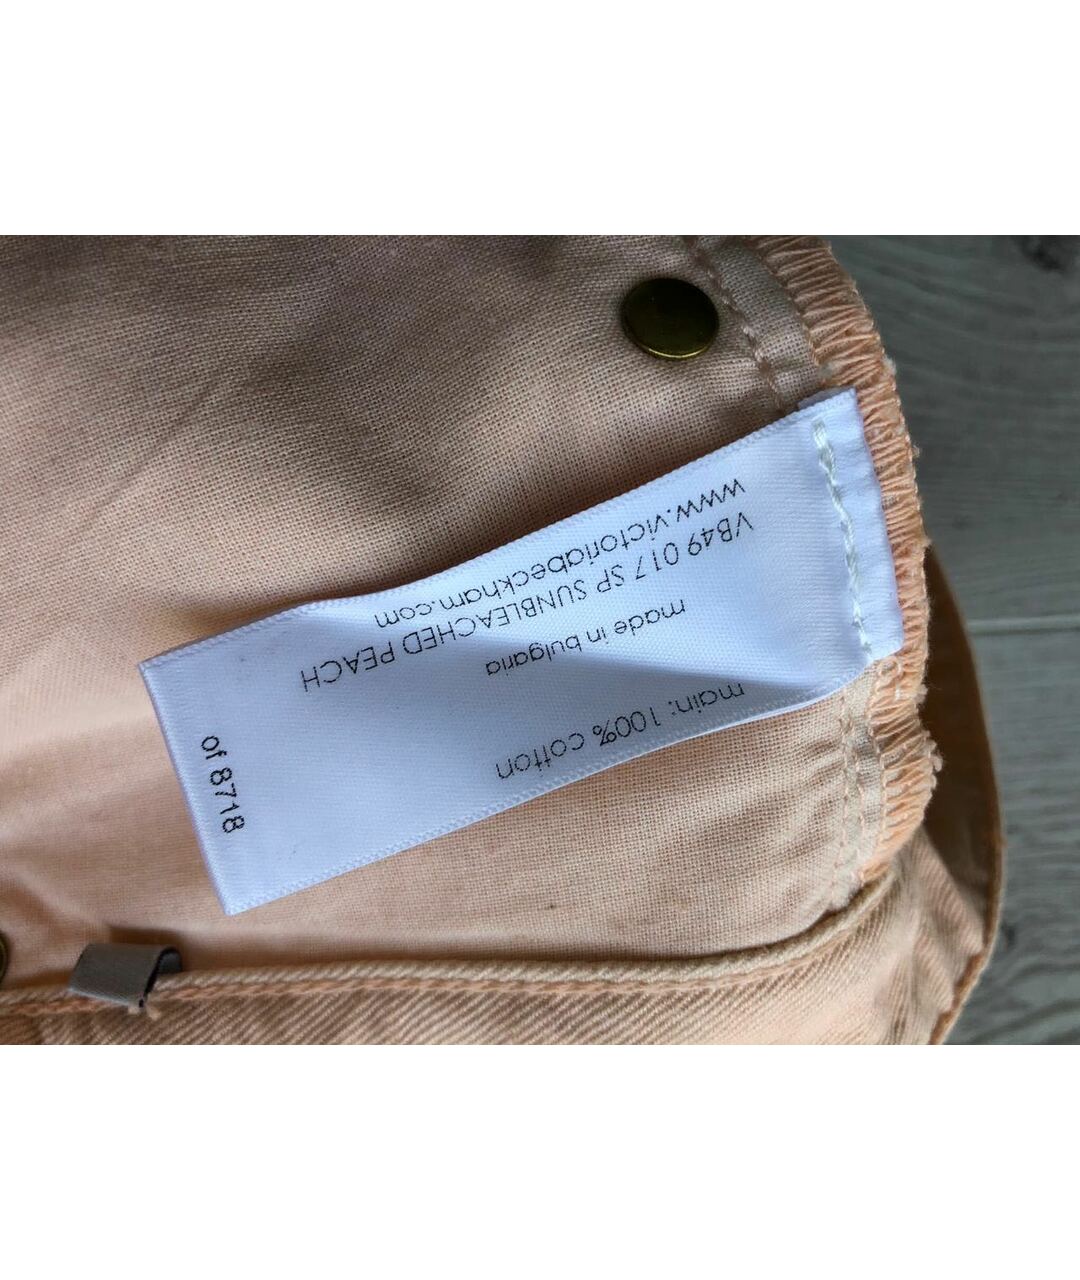 main: 100% cotton
made in bulgaria
VB49 017 SP SUNBLEACHED PEACH
www.victoriabeckham.com
of 8718